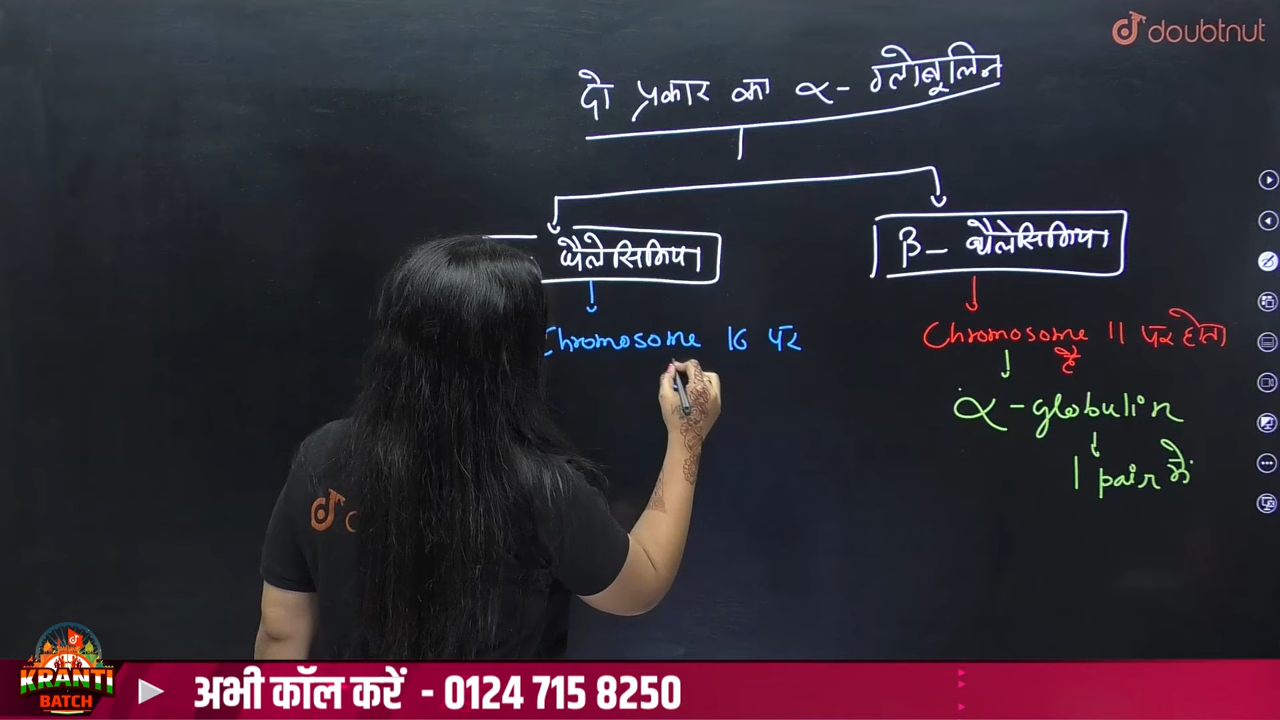 doubtnut
दो प्रकार का α- ग्लोबूलिन
थैलेसिमिया
β- थैलेसिमिया
Chromosome 16 पर
Chromosome 11 पर होता
है
α-globulin
1 pair में
KRANTI
BATCH
अभी कॉल करें - 0124 715 8250